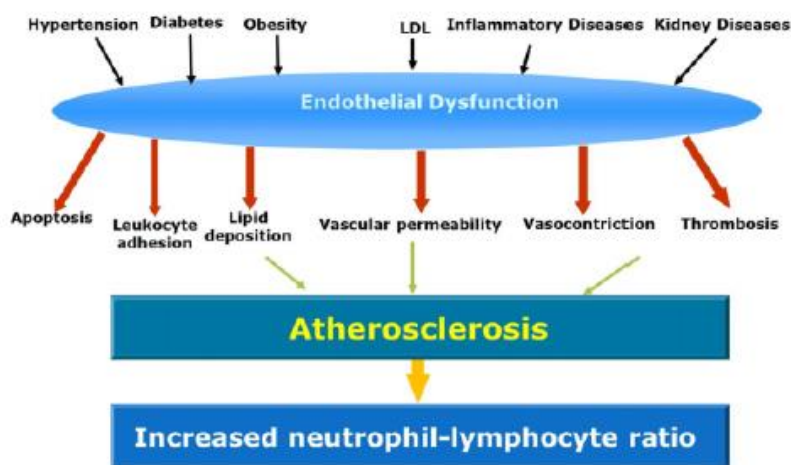 Hypertension Diabetes Obesity LDL Inflammatory Diseases Kidney Diseases
Endothelial Dysfunction
Apoptosis Leukocyte adhesion Lipid deposition Vascular permeability Vasocontriction Thrombosis
Atherosclerosis
Increased neutrophil-lymphocyte ratio